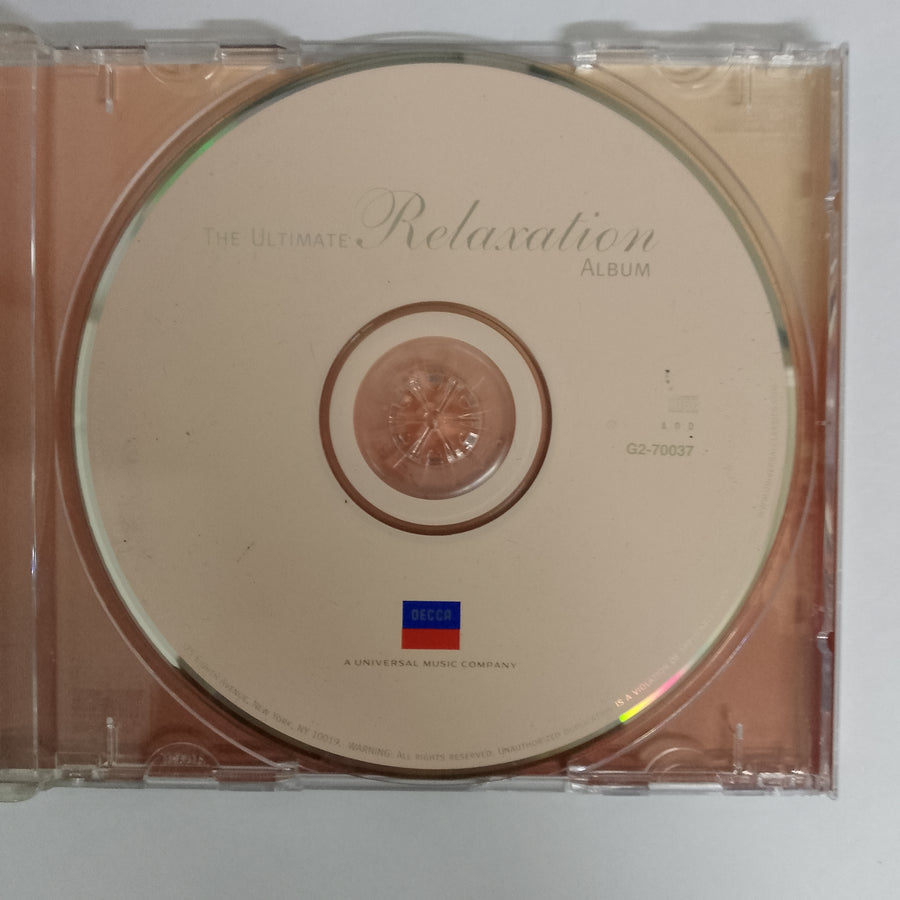 THE ULTIMATE Relaxation
ALBUM
ADD
G2-70037
DECCA
A UNIVERSAL MUSIC COMPANY
AVENUE, NEW YORK, NY 10019. WARNING: ALL RIGHTS RESERVED. UNAUTHORIZED DUPLICATION IS A VIOLATION OF